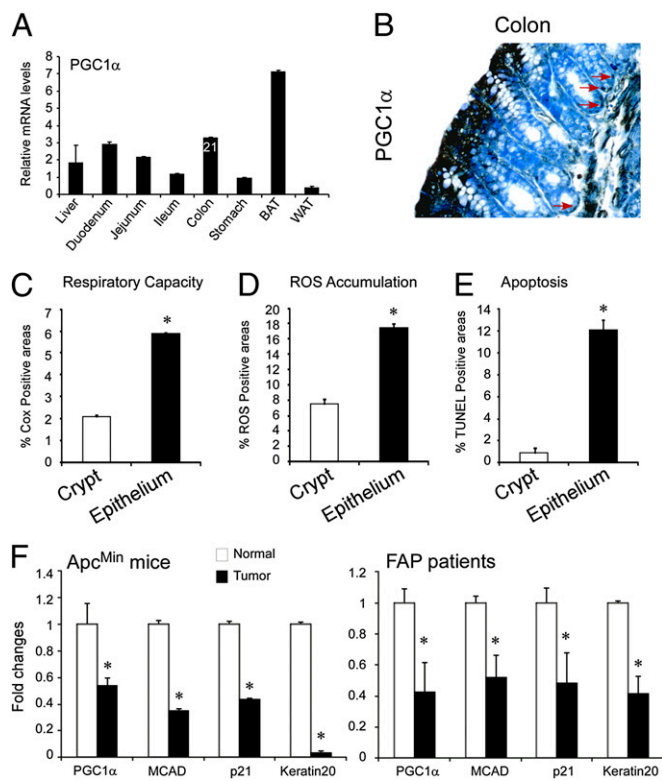 A
PGC1α
Relative mRNA levels
8
7
6
5
4
3
2
1
0
21
Liver
Duodenum
Jejunum
Ileum
Colon
Stomach
BAT
WAT
B
Colon
PGC1α
C
Respiratory Capacity
% Cox Positive areas
7
6
5
4
3
2
1
0
*
Crypt
Epithelium
D
ROS Accumulation
% ROS Positive areas
20
18
16
14
12
10
8
6
4
2
0
*
Crypt
Epithelium
E
Apoptosis
% TUNEL Positive areas
14
12
10
8
6
4
2
0
*
Crypt
Epithelium
F
Apc^Min mice
Normal
Tumor
Fold changes
1.4
1.2
1
0.8
0.6
0.4
0.2
0
* * * *
PGC1α MCAD p21 Keratin20
FAP patients
1.2
1
0.8
0.6
0.4
0.2
0
* * * *
PGC1α MCAD p21 Keratin20